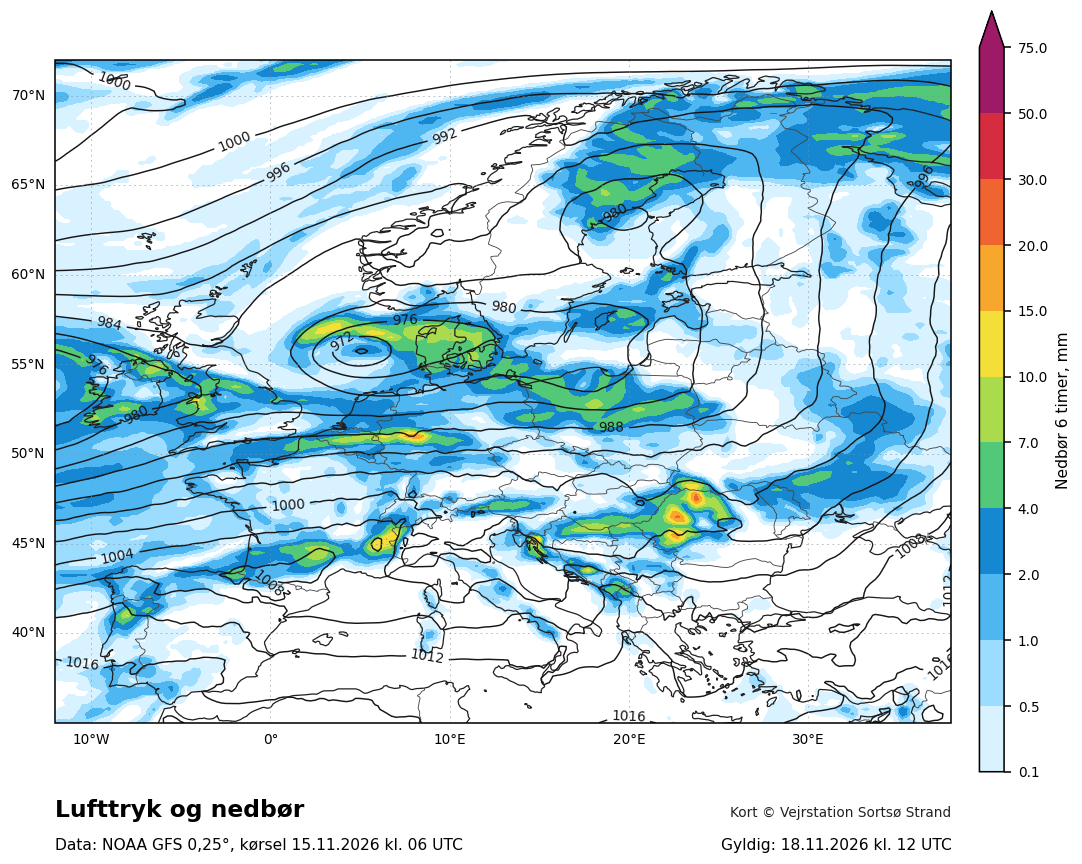 75.0
50.0
30.0
20.0
15.0
10.0
7.0
4.0
2.0
1.0
0.5
0.1
Nedbør 6 timer, mm
70°N
65°N
60°N
55°N
50°N
45°N
40°N
10°W
0°
10°E
20°E
30°E
1000
1000
992
996
996
980
980
984
976
976
972
980
988
1000
1004
1008
1008
1012
1012
1016
1016
Lufttryk og nedbør
Kort © Vejrstation Sortsø Strand
Data: NOAA GFS 0,25°, kørsel 15.11.2026 kl. 06 UTC
Gyldig: 18.11.2026 kl. 12 UTC